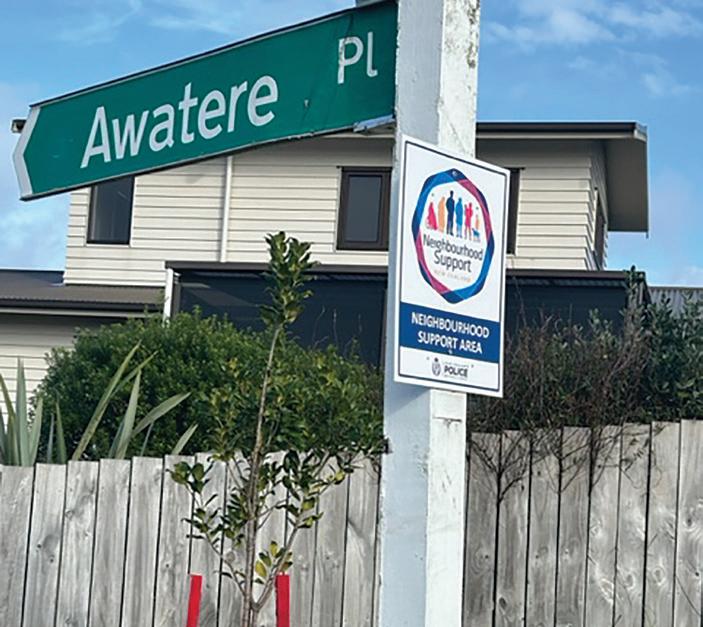 Awatere Pl
Neighbourhood
Support
NEW ZEALAND
NEIGHBOURHOOD
SUPPORT AREA
POLICE